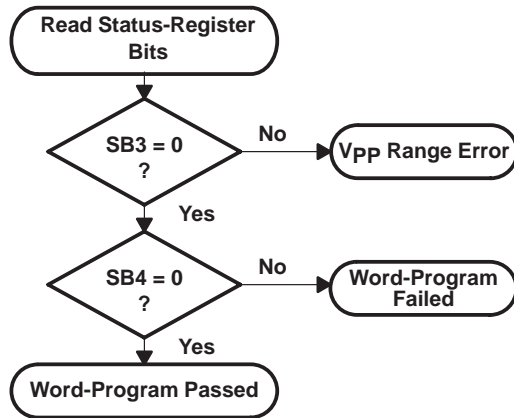 Read Status-Register
Bits
SB3 = 0
?
No
VPP Range Error
Yes
SB4 = 0
?
No
Word-Program
Failed
Yes
Word-Program Passed